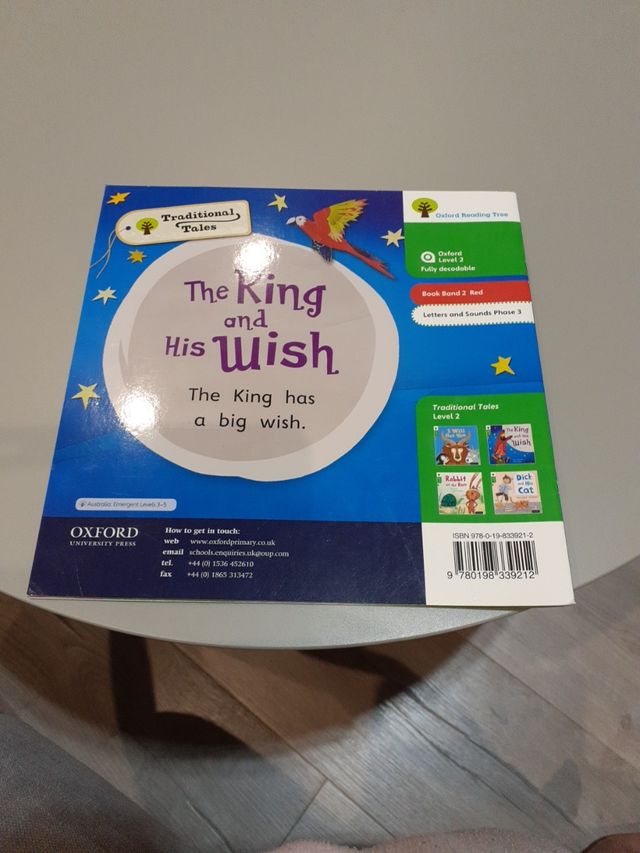 Traditional
Tales
The King
and
His Wish
The King has
a big wish.
Australia: Emergent Levels 3–5
OXFORD
UNIVERSITY PRESS
How to get in touch:
web www.oxfordprimary.co.uk
email schools.enquiries.uk@oup.com
tel. +44 (0) 1536 452610
fax +44 (0) 1865 313472
Oxford Reading Tree
Oxford
Level 2
Fully decodable
Book Band 2 Red
Letters and Sounds Phase 3
Traditional Tales
Level 2
I Will
Get You
The King
and His
Wish
Rabbit
Dick
and His
Cat
ISBN 978-0-19-833921-2
9 780198 339212